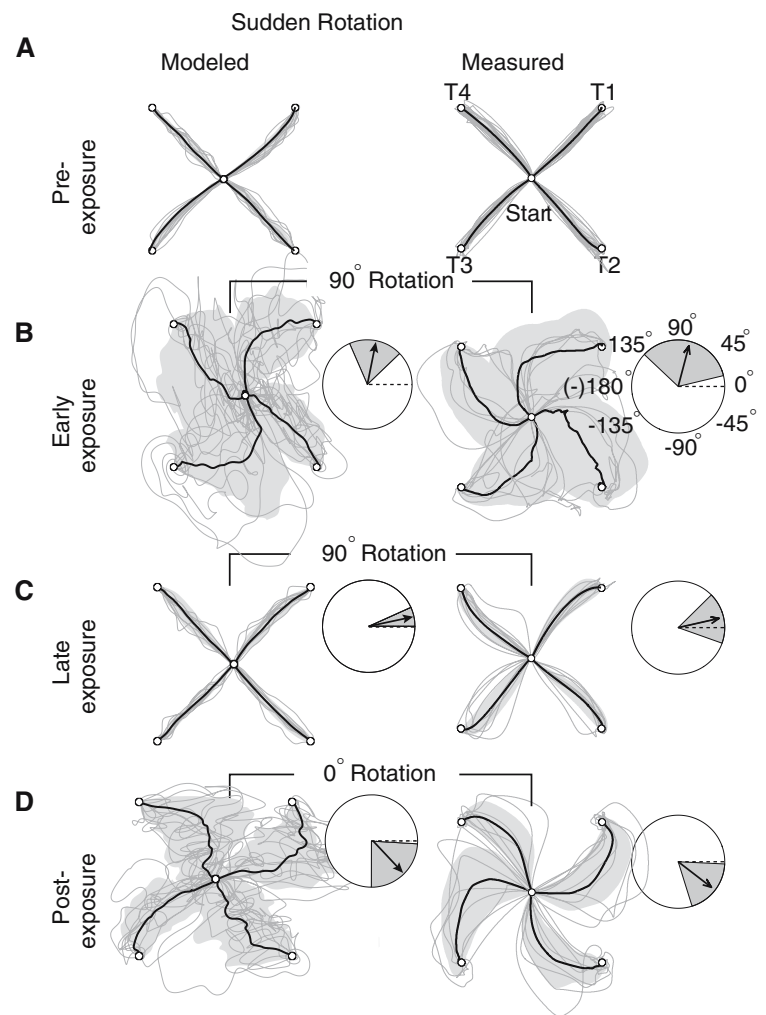 Sudden Rotation
A
Modeled
Measured
Pre-
exposure
T4
T1
Start
T3
T2
90° Rotation
B
Early
exposure
135°
90°
45°
(-)180°
0°
-135°
-45°
-90°
90° Rotation
C
Late
exposure
0° Rotation
D
Post-
exposure